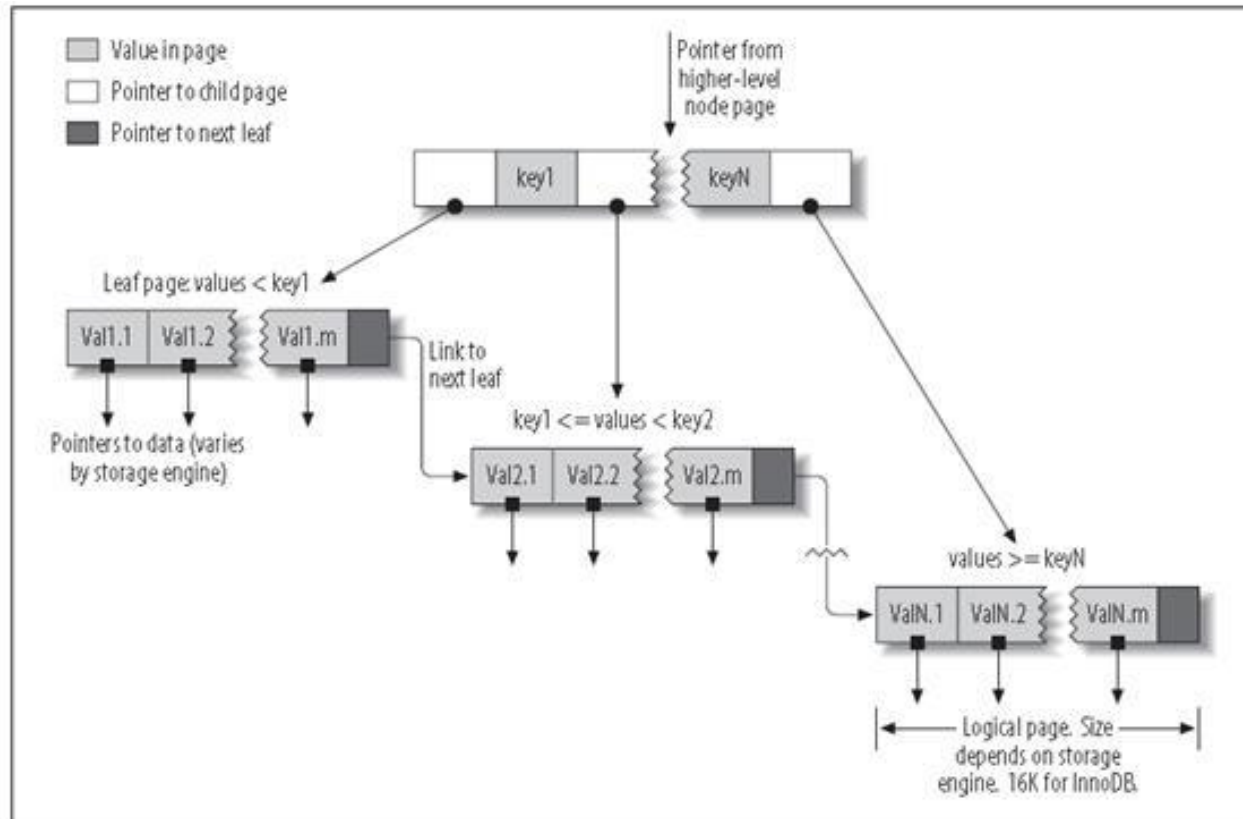 Value in page
Pointer to child page
Pointer to next leaf
Pointer from
higher-level
node page
key1
keyN
Leaf page: values < key1
Val1.1
Val1.2
Val1.m
Link to
next leaf
Pointers to data (varies
by storage engine)
key1 <= values < key2
Val2.1
Val2.2
Val2.m
values >= keyN
ValN.1
ValN.2
ValN.m
Logical page. Size
depends on storage
engine. 16K for InnoDB.